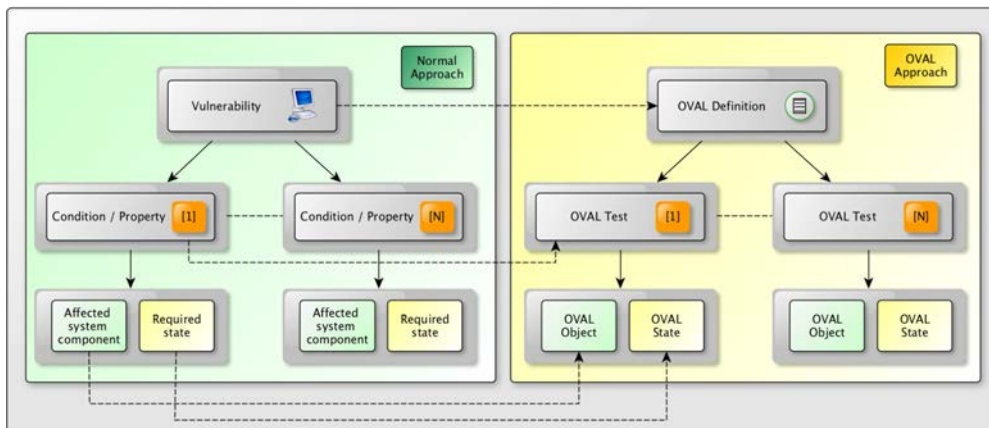 Normal
Approach
OVAL
Approach
Vulnerability
OVAL Definition
Condition / Property [1]
Condition / Property [N]
OVAL Test [1]
OVAL Test [N]
Affected
system
component
Required
state
Affected
system
component
Required
state
OVAL
Object
OVAL
State
OVAL
Object
OVAL
State